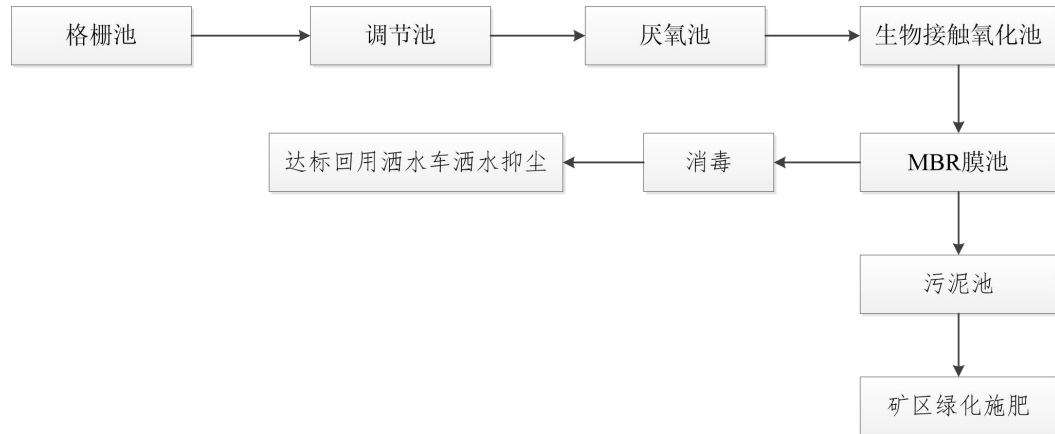 格栅池
调节池
厌氧池
生物接触氧化池
达标回用洒水车洒水抑尘
消毒
MBR膜池
污泥池
矿区绿化施肥